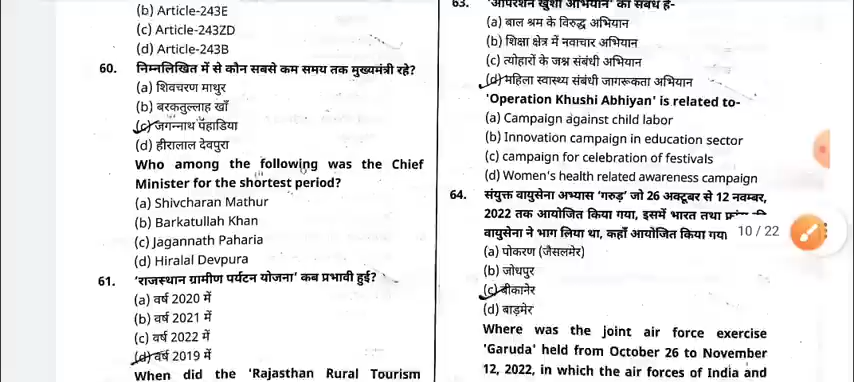 (b) Article-243E
(c) Article-243ZD
(d) Article-243B
60. निम्नलिखित में से कौन सबसे कम समय तक मुख्यमंत्री रहे?
(a) शिवचरण माथुर
(b) बरकतुल्लाह खाँ
(c) जगन्नाथ पहाडिया
(d) हीरालाल देवपुरा
Who among the following was the Chief
Minister for the shortest period?
(a) Shivcharan Mathur
(b) Barkatullah Khan
(c) Jagannath Paharia
(d) Hiralal Devpura
61. 'राजस्थान ग्रामीण पर्यटन योजना' कब प्रभावी हुई?
(a) वर्ष 2020 में
(b) वर्ष 2021 में
(c) वर्ष 2022 में
(d) वर्ष 2019 में
When did the 'Rajasthan Rural Tourism
63. 'ऑपरेशन खुशी अभियान' का संबंध है-
(a) बाल श्रम के विरुद्ध अभियान
(b) शिक्षा क्षेत्र में नवाचार अभियान
(c) त्योहारों के जश्न संबंधी अभियान
(d) महिला स्वास्थ्य संबंधी जागरूकता अभियान
'Operation Khushi Abhiyan' is related to-
(a) Campaign against child labor
(b) Innovation campaign in education sector
(c) campaign for celebration of festivals
(d) Women's health related awareness campaign
64. संयुक्त वायुसेना अभ्यास 'गरुड़' जो 26 अक्टूबर से 12 नवम्बर,
2022 तक आयोजित किया गया, इसमें भारत तथा
वायुसेना ने भाग लिया था, कहाँ आयोजित किया गया
10 / 22
(a) पोकरण (जैसलमेर)
(b) जोधपुर
(c) बीकानेर
(d) बाड़मेर
Where was the joint air force exercise
'Garuda' held from October 26 to November
12, 2022, in which the air forces of India and